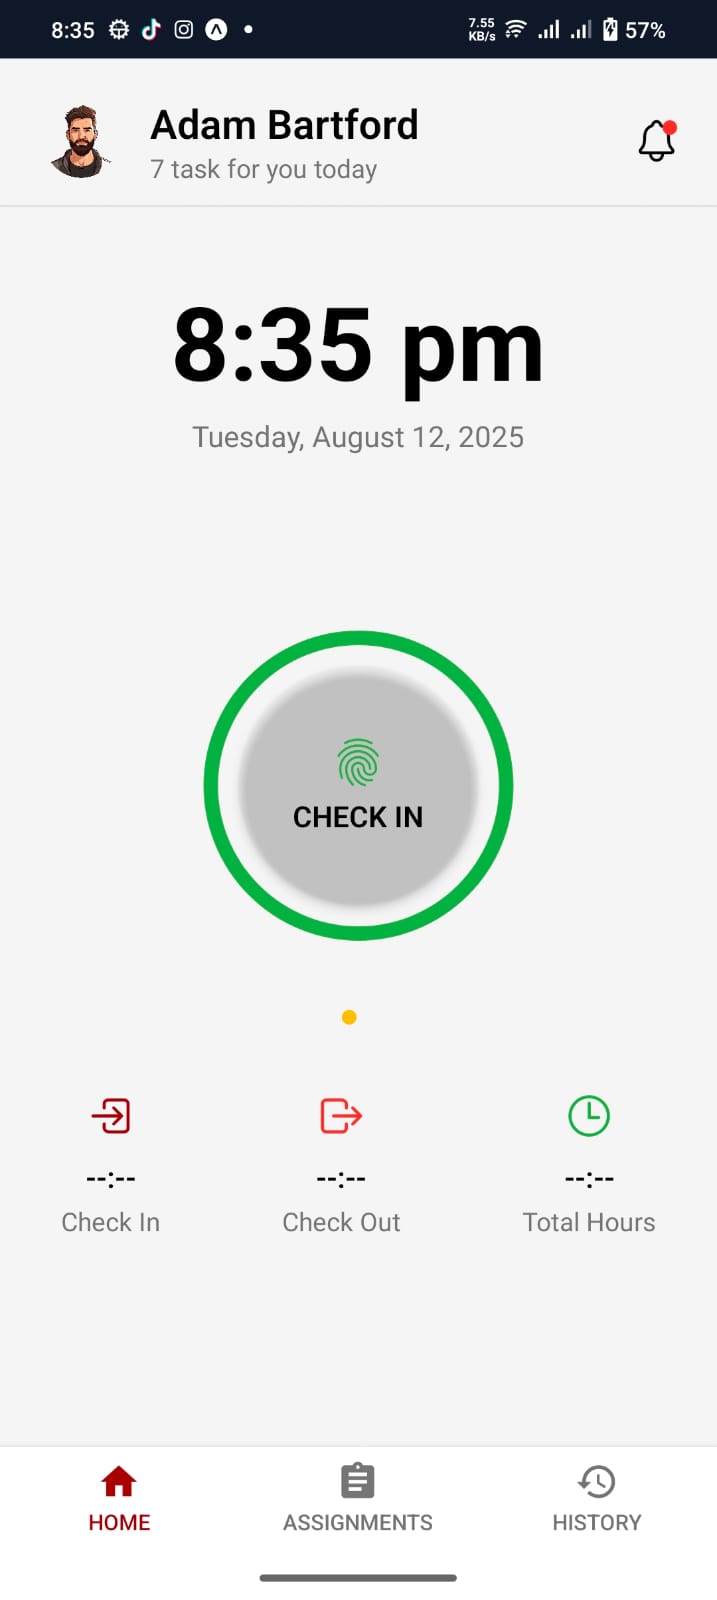 8:35
7.55
KB/s
57%
Adam Bartford
7 task for you today
8:35 pm
Tuesday, August 12, 2025
CHECK IN
--:-- --:-- --:--
Check In Check Out Total Hours
HOME ASSIGNMENTS HISTORY